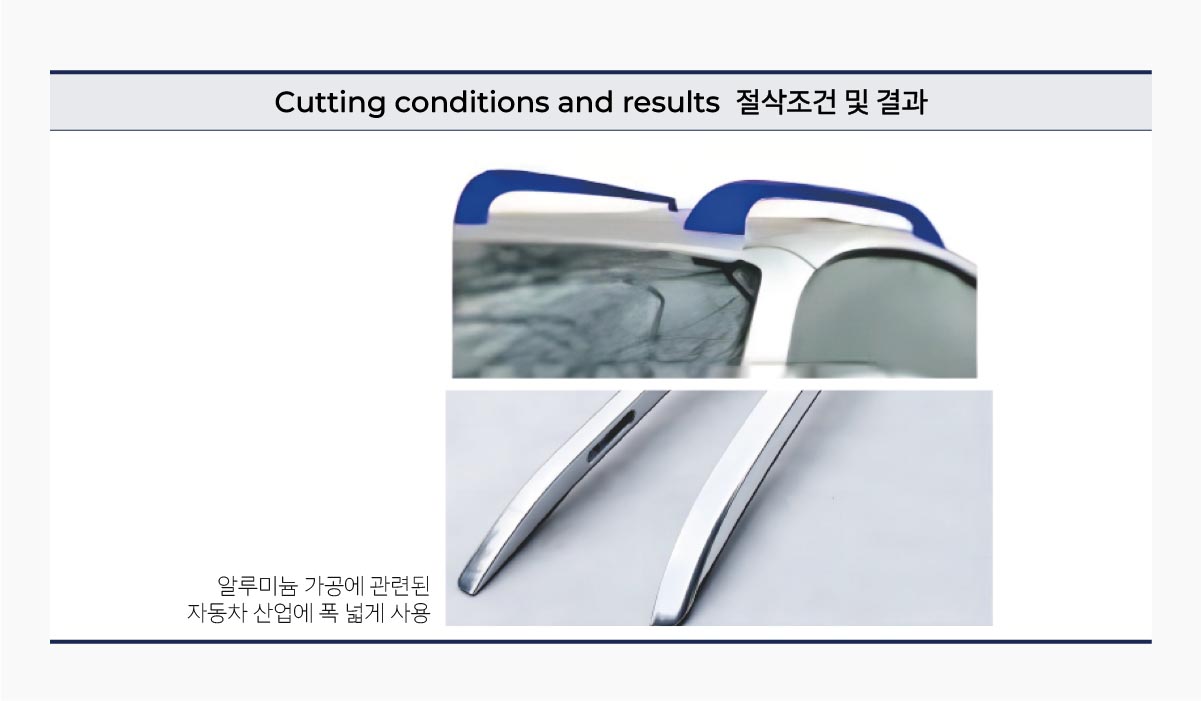 Cutting conditions and results 절삭조건 및 결과
알루미늄 가공에 관련된
자동차 산업에 폭 넓게 사용